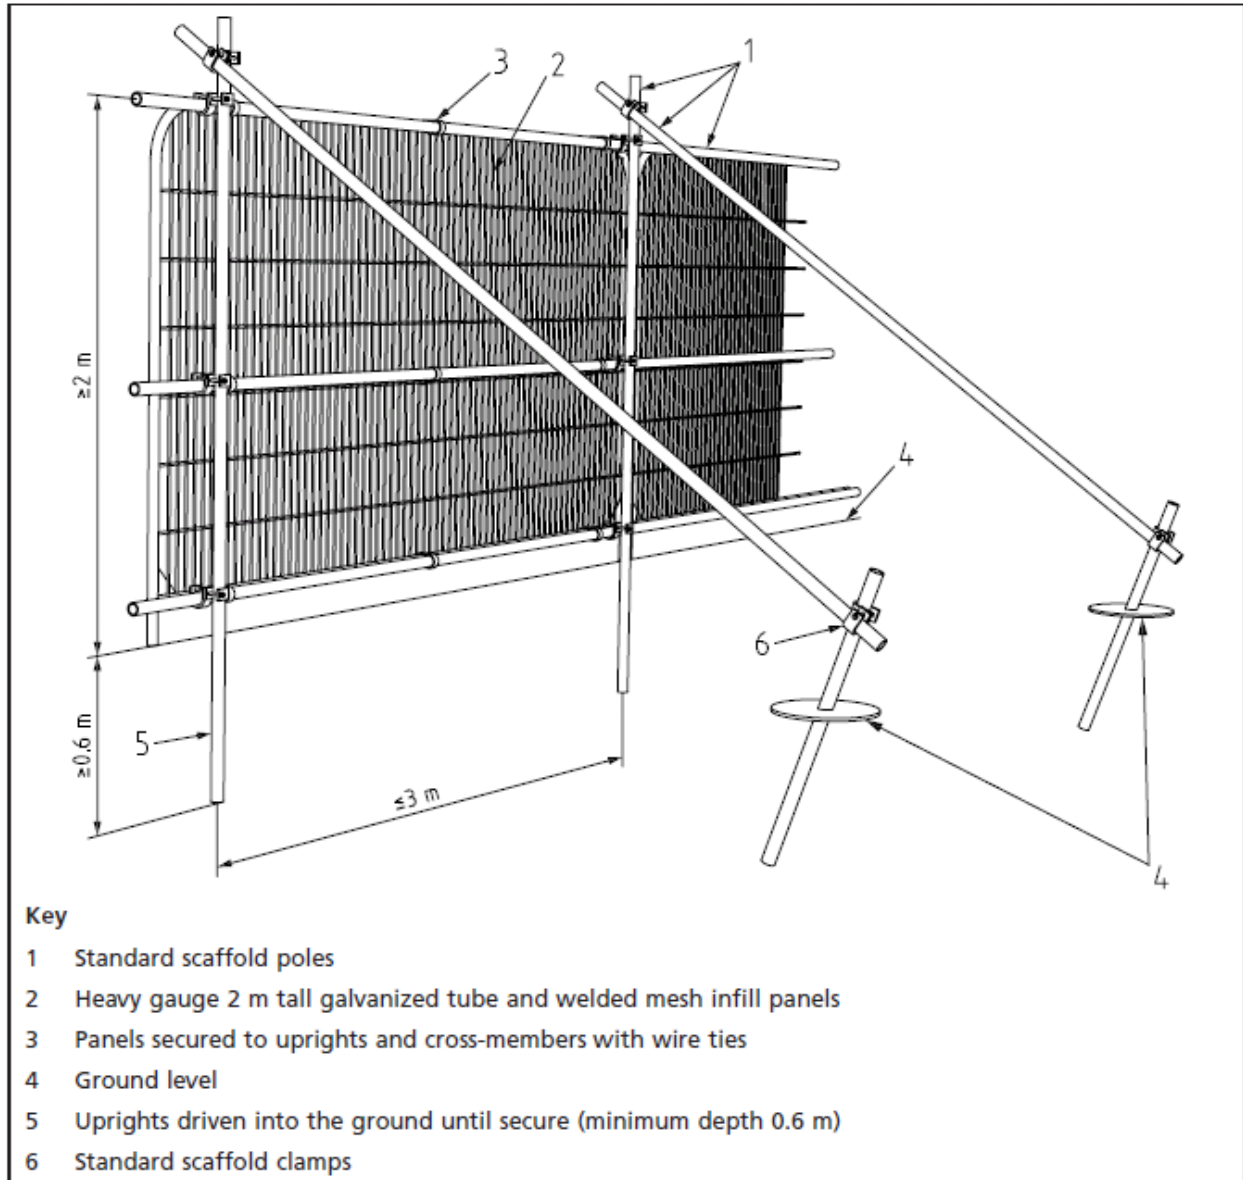 1
3
2
≥2 m
4
6
5
≥0.6 m
≤3 m
4
Key
1 Standard scaffold poles
2 Heavy gauge 2 m tall galvanized tube and welded mesh infill panels
3 Panels secured to uprights and cross-members with wire ties
4 Ground level
5 Uprights driven into the ground until secure (minimum depth 0.6 m)
6 Standard scaffold clamps